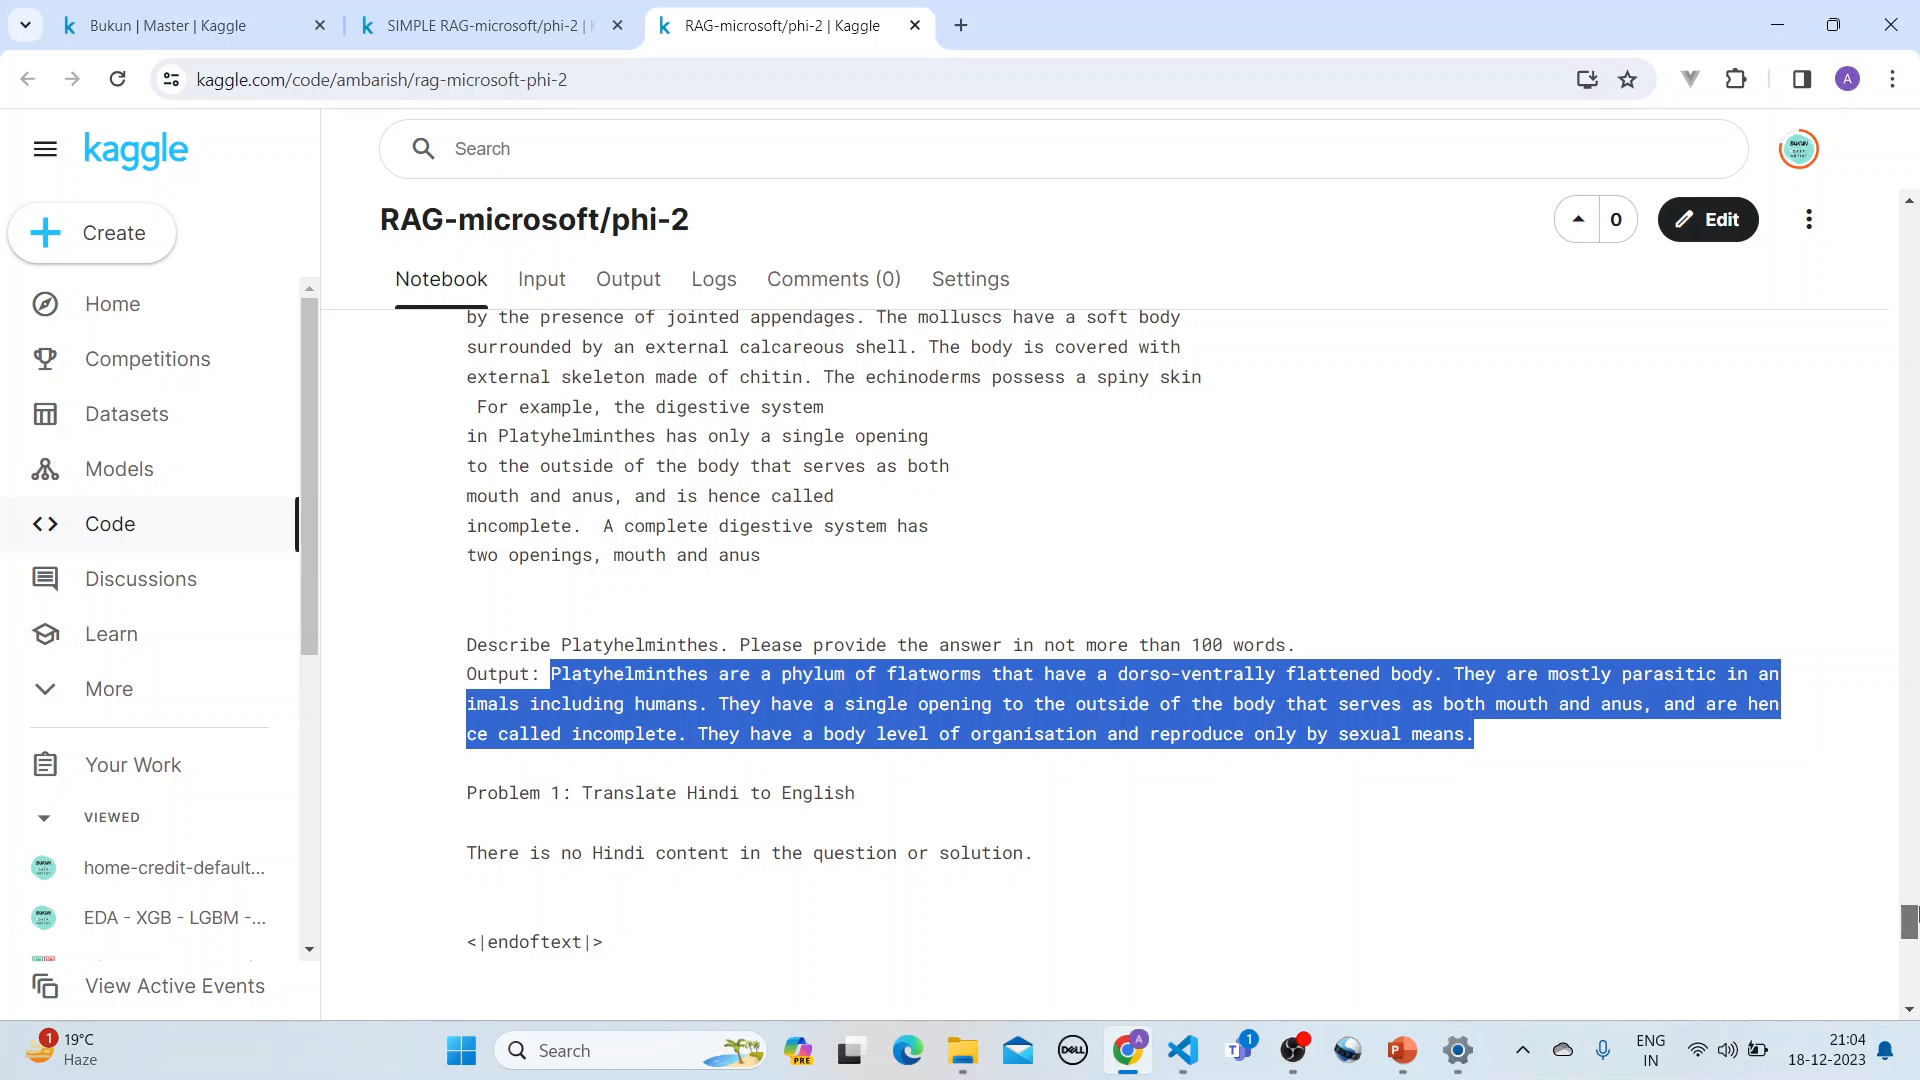 Bukun | Master | Kaggle
SIMPLE RAG-microsoft/phi-2 |
RAG-microsoft/phi-2 | Kaggle
kaggle.com/code/ambarish/rag-microsoft-phi-2
A
kaggle
Search
Create
RAG-microsoft/phi-2
0
Edit
Notebook
Input
Output
Logs
Comments (0)
Settings
Home
Competitions
Datasets
Models
Code
Discussions
Learn
More
Your Work
VIEWED
home-credit-default...
EDA - XGB - LGBM -...
View Active Events
by the presence of jointed appendages. The molluscs have a soft body
surrounded by an external calcareous shell. The body is covered with
external skeleton made of chitin. The echinoderms possess a spiny skin
For example, the digestive system
in Platyhelminthes has only a single opening
to the outside of the body that serves as both
mouth and anus, and is hence called
incomplete.  A complete digestive system has
two openings, mouth and anus
Describe Platyhelminthes. Please provide the answer in not more than 100 words.
Output: Platyhelminthes are a phylum of flatworms that have a dorso-ventrally flattened body. They are mostly parasitic in an
imals including humans. They have a single opening to the outside of the body that serves as both mouth and anus, and are hen
ce called incomplete. They have a body level of organisation and reproduce only by sexual means.
Problem 1: Translate Hindi to English
There is no Hindi content in the question or solution.
<|endoftext|>
1
19°C
Haze
Search
PRE
DELL
A
1
ENG
IN
21:04
18-12-2023